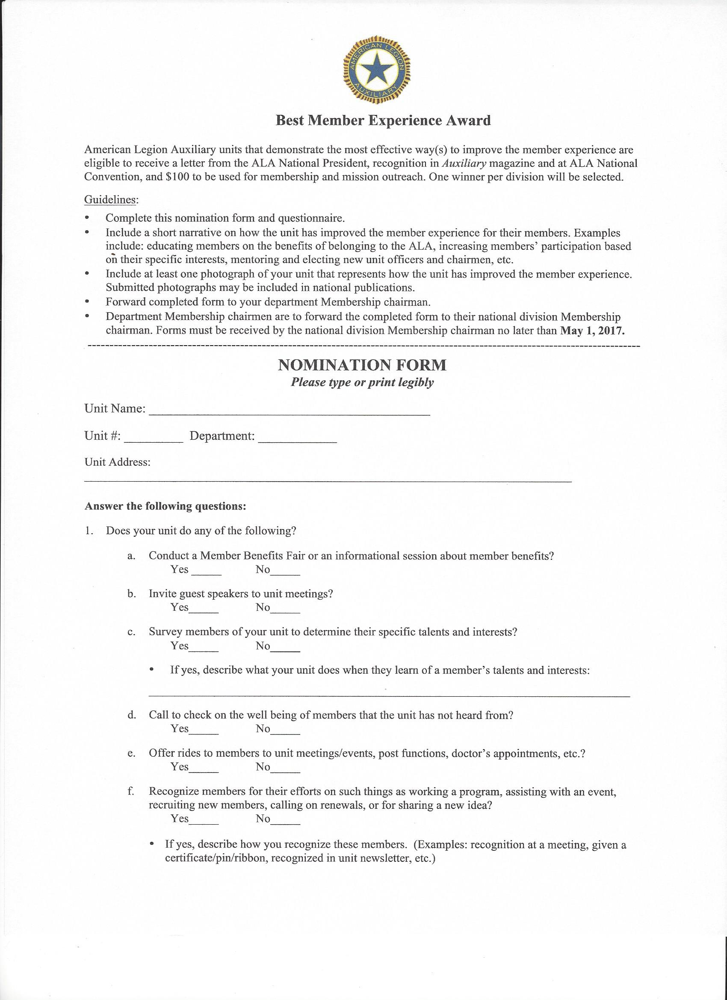 AMERICAN LEGION
AUXILIARY
Best Member Experience Award
American Legion Auxiliary units that demonstrate the most effective way(s) to improve the member experience are
eligible to receive a letter from the ALA National President, recognition in Auxiliary magazine and at ALA National
Convention, and $100 to be used for membership and mission outreach. One winner per division will be selected.
Guidelines:
• Complete this nomination form and questionnaire.
• Include a short narrative on how the unit has improved the member experience for their members. Examples
include: educating members on the benefits of belonging to the ALA, increasing members’ participation based
on their specific interests, mentoring and electing new unit officers and chairmen, etc.
• Include at least one photograph of your unit that represents how the unit has improved the member experience.
Submitted photographs may be included in national publications.
• Forward completed form to your department Membership chairman.
• Department Membership chairmen are to forward the completed form to their national division Membership
chairman. Forms must be received by the national division Membership chairman no later than May 1, 2017.
NOMINATION FORM
Please type or print legibly
Unit Name: ____________________
Unit #: _________ Department: ____________
Unit Address:
Answer the following questions:
1. Does your unit do any of the following?
a. Conduct a Member Benefits Fair or an informational session about member benefits?
Yes _____ No_____
b. Invite guest speakers to unit meetings?
Yes_____ No_____
c. Survey members of your unit to determine their specific talents and interests?
Yes_____ No_____
• If yes, describe what your unit does when they learn of a member’s talents and interests:
d. Call to check on the well being of members that the unit has not heard from?
Yes_____ No_____
e. Offer rides to members to unit meetings/events, post functions, doctor’s appointments, etc.?
Yes_____ No_____
f. Recognize members for their efforts on such things as working a program, assisting with an event,
recruiting new members, calling on renewals, or for sharing a new idea?
Yes_____ No_____
• If yes, describe how you recognize these members. (Examples: recognition at a meeting, given a
certificate/pin/ribbon, recognized in unit newsletter, etc.)